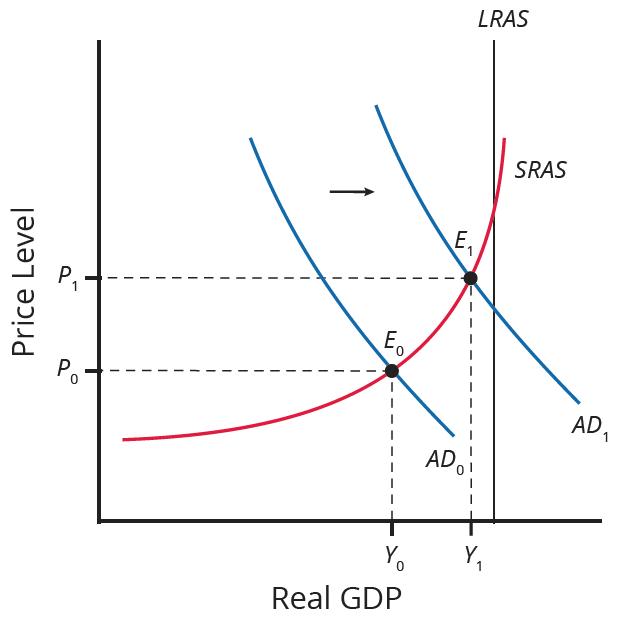 LRAS
SRAS
E1
P1
E0
P0
AD1
AD0
Y0
Y1
Price Level
Real GDP